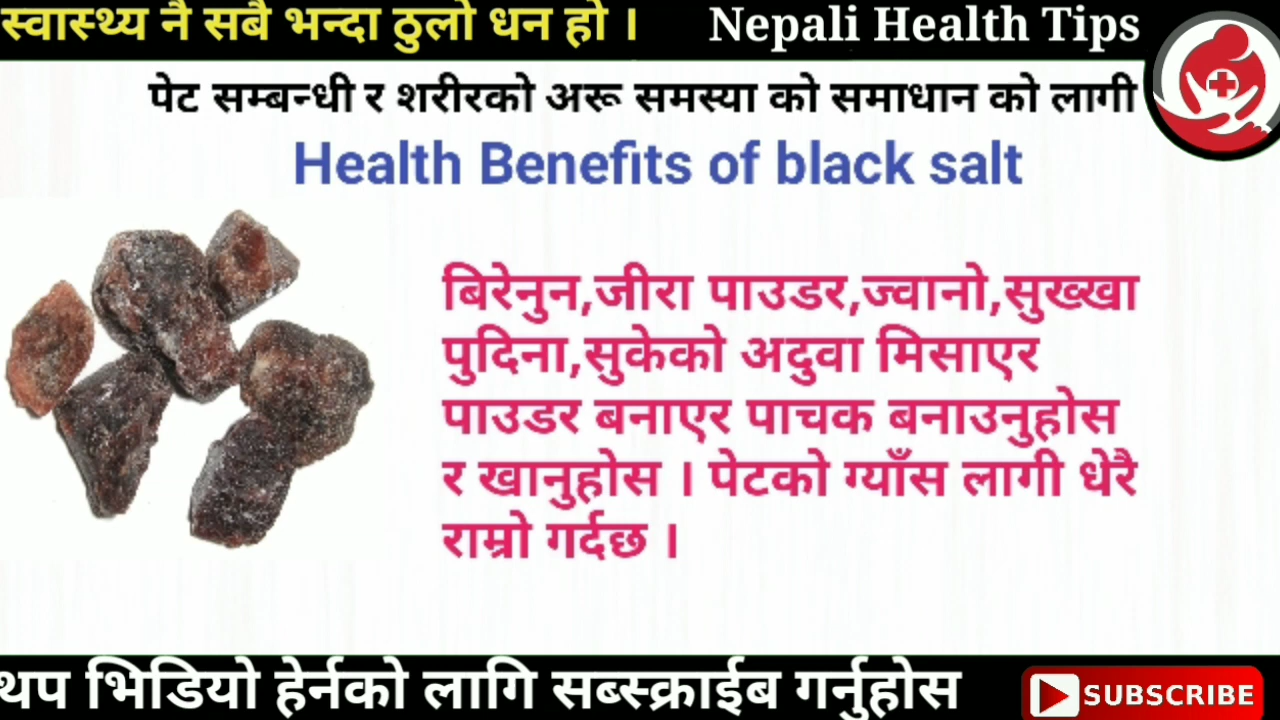 स्वास्थ्य नै सबै भन्दा ठुलो धन हो । Nepali Health Tips
पेट सम्बन्धी र शरीरको अरू समस्या को समाधान को लागी
Health Benefits of black salt
बिरेनुन,जीरा पाउडर,ज्वानो,सुख्खा
पुदिना,सुकेको अदुवा मिसाएर
पाउडर बनाएर पाचक बनाउनुहोस
र खानुहोस । पेटको ग्याँस लागी धेरै
राम्रो गर्दछ ।
थप भिडियो हेर्नको लागि सब्स्क्राईब गर्नुहोस SUBSCRIBE